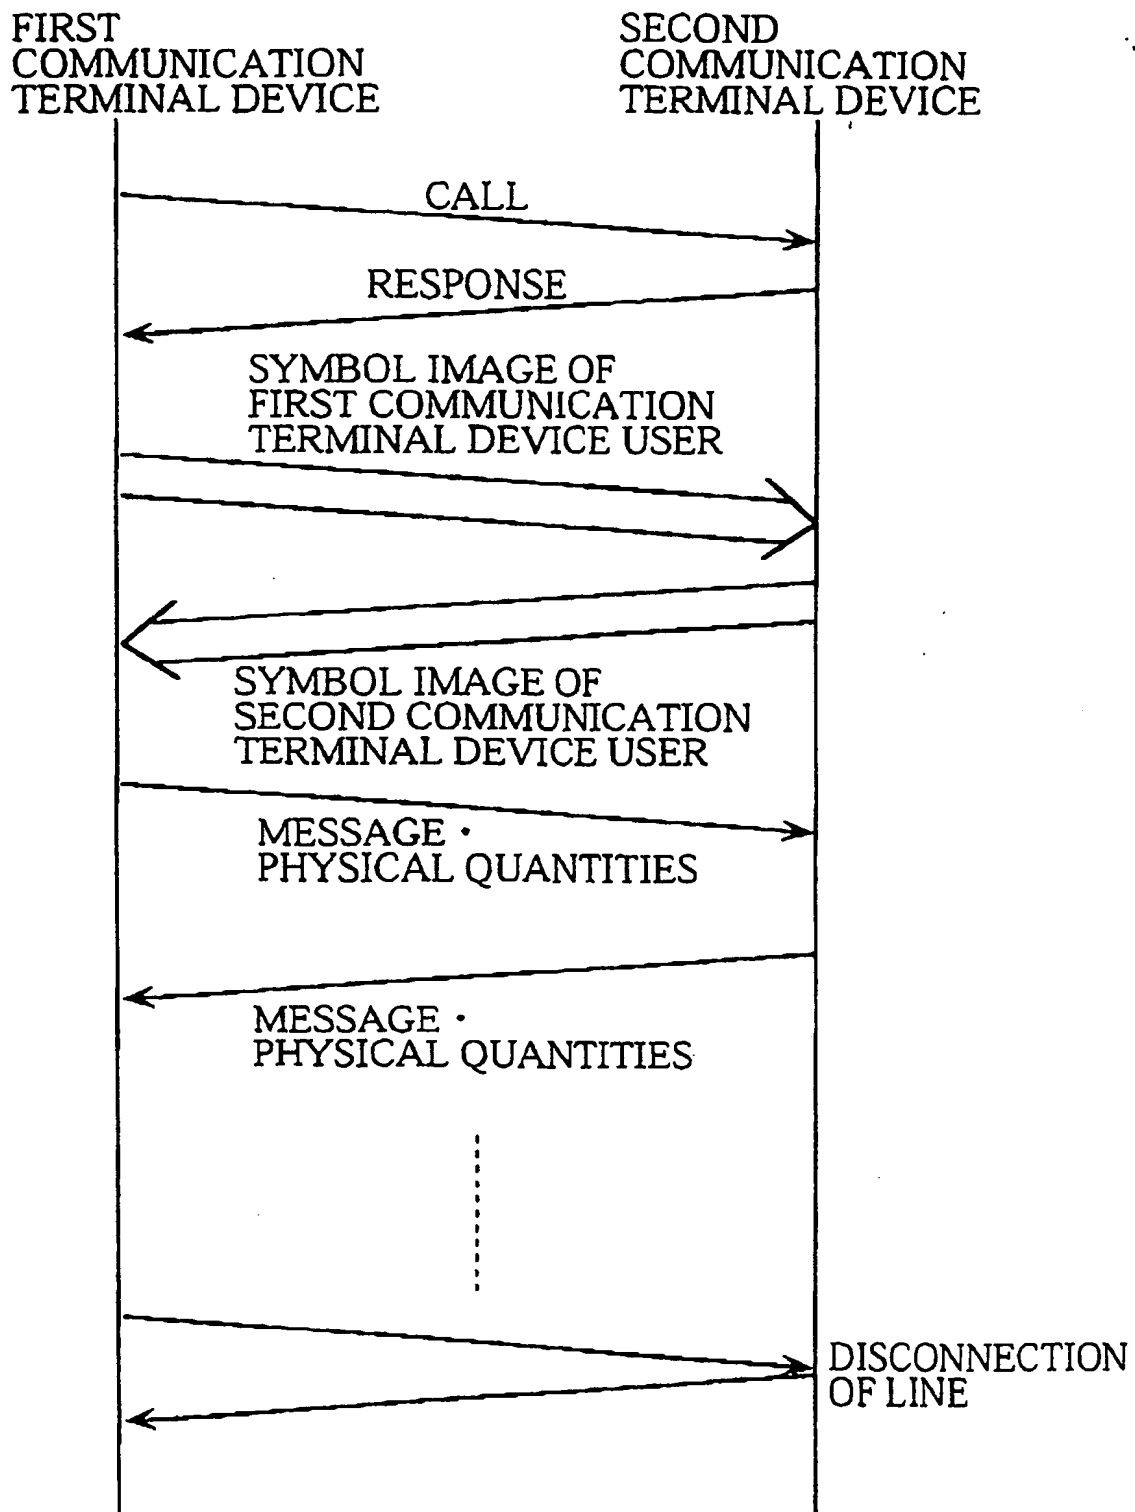 FIRST
COMMUNICATION
TERMINAL DEVICE
SECOND
COMMUNICATION
TERMINAL DEVICE
CALL
RESPONSE
SYMBOL IMAGE OF
FIRST COMMUNICATION
TERMINAL DEVICE USER
SYMBOL IMAGE OF
SECOND COMMUNICATION
TERMINAL DEVICE USER
MESSAGE ·
PHYSICAL QUANTITIES
MESSAGE ·
PHYSICAL QUANTITIES
DISCONNECTION
OF LINE